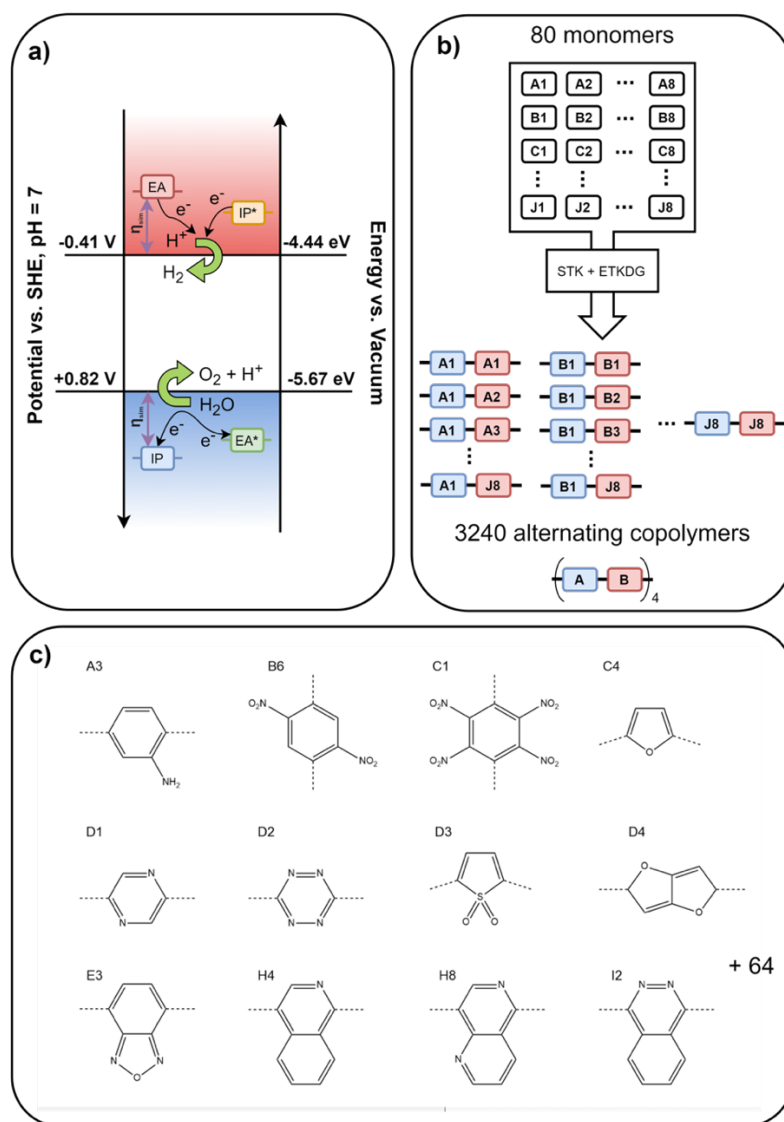 a)
Potential vs. SHE, pH = 7
Energy vs. Vacuum
EA
e⁻
e⁻
IP*
ηsim
H⁺
-0.41 V
-4.44 eV
H₂
O₂ + H⁺
+0.82 V
-5.67 eV
H₂O
ηsim
e⁻
e⁻
EA*
IP
b)
80 monomers
A1 A2 ··· A8
B1 B2 ··· B8
C1 C2 ··· C8
J1 J2 ··· J8
STK + ETKDG
A1 A1 B1 B1
A1 A2 B1 B2
A1 A3 B1 B3 ··· J8 J8
A1 J8 B1 J8
3240 alternating copolymers
( A B )4
c)
A3 B6 C1 C4
NH₂
O₂N NO₂
O₂N NO₂
O₂N NO₂
O
D1 D2 D3 D4
N
N
N N
N N
S
O O
O
O
+ 64
E3 H4 H8 I2
N N
O
N
N
N
N N